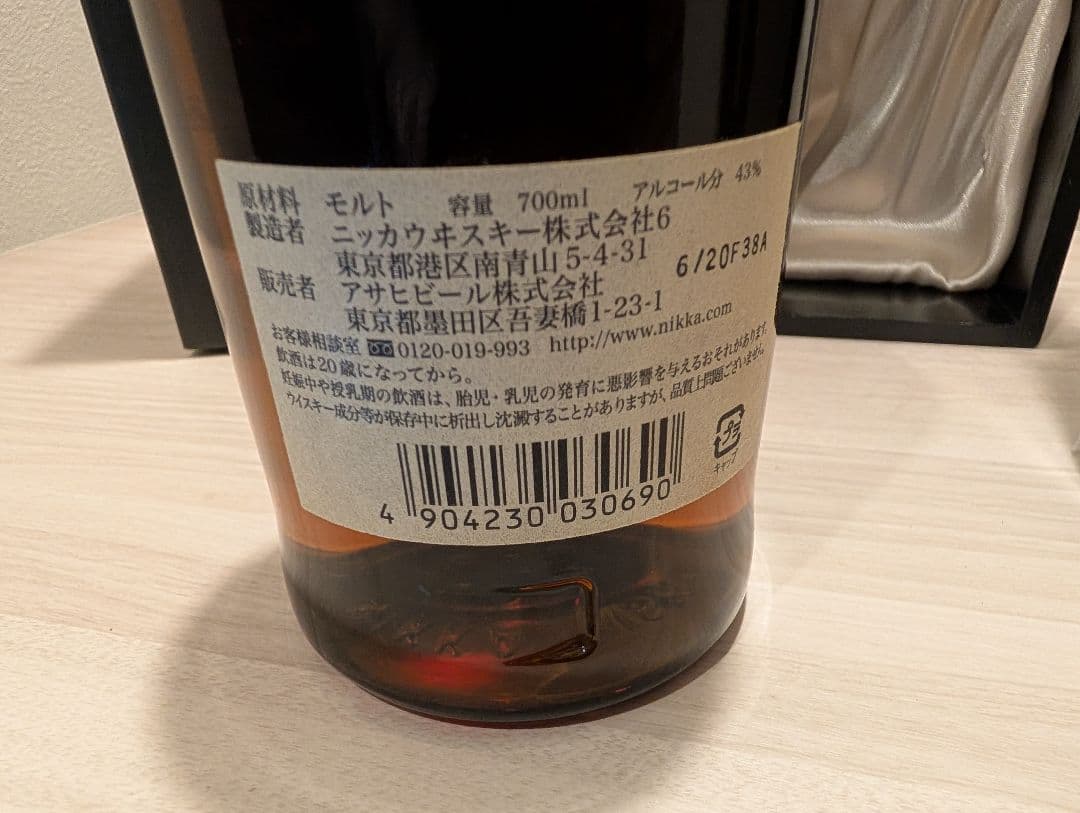 原材料 モルト 容量 700ml アルコール分 43%
製造者 ニッカウヰスキー株式会社6
東京都港区南青山5-4-31
6/20F38A
販売者 アサヒビール株式会社
東京都墨田区吾妻橋1-23-1
お客様相談室 0120-019-993 http://www.nikka.com
飲酒は20歳になってから。
妊娠中や授乳期の飲酒は、胎児・乳児の発育に悪影響を与えるおそれがあります。
ウイスキー成分等が保存中に析出し沈澱することがありますが、品質上問題ございません。
プラ
キャップ
4 904230 030690